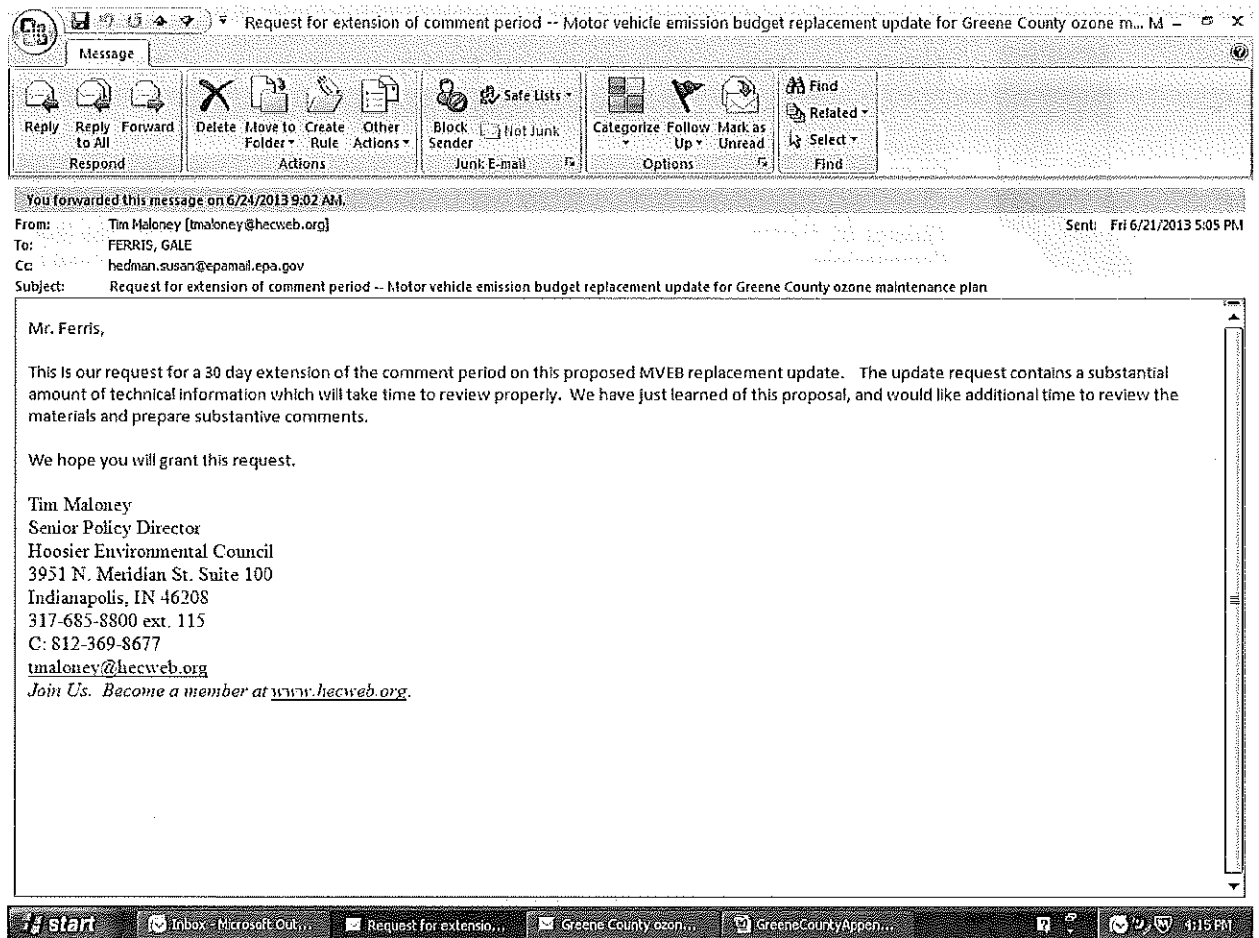 Request for extension of comment period -- Motor vehicle emission budget replacement update for Greene County ozone m... M
Message
Reply Reply to All Forward
Respond
Delete Move to Folder Create Rule Other Actions
Actions
Block Sender Safe Lists Not Junk
Junk E-mail
Categorize Follow Up Mark as Unread
Options
Find
Related
Select
Find
You forwarded this message on 6/24/2013 9:02 AM.
From: Tim Maloney [tmaloney@hecweb.org] Sent: Fri 6/21/2013 5:05 PM
To: FERRIS, GALE
Cc: hedman.susan@epamail.epa.gov
Subject: Request for extension of comment period -- Motor vehicle emission budget replacement update for Greene County ozone maintenance plan
Mr. Ferris,
This is our request for a 30 day extension of the comment period on this proposed MVEB replacement update. The update request contains a substantial
amount of technical information which will take time to review properly. We have just learned of this proposal, and would like additional time to review the
materials and prepare substantive comments.
We hope you will grant this request.
Tim Maloney
Senior Policy Director
Hoosier Environmental Council
3951 N. Meridian St. Suite 100
Indianapolis, IN 46208
317-685-8800 ext. 115
C: 812-369-8677
tmaloney@hecweb.org
Join Us. Become a member at www.hecweb.org.
start Inbox - Microsoft Out... Request for extensio... Greene County ozon... GreeneCountyAppen... 4:15 PM